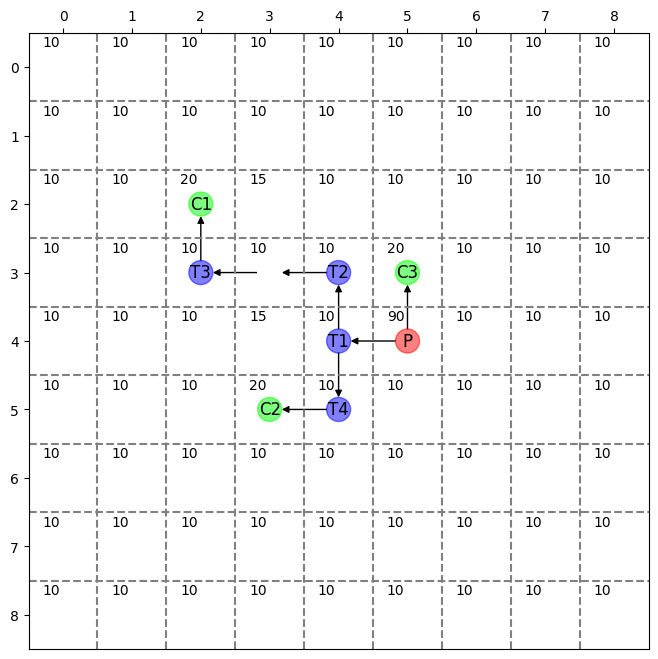 0 1 2 3 4 5 6 7 8
10 10 10 10 10 10 10 10 10
0
10 10 10 10 10 10 10 10 10
1
10 10 20 15 10 10 10 10 10
2 C1
10 10 10 10 10 20 10 10 10
3 T3 T2 C3
10 10 10 15 10 90 10 10 10
4 T1 P
10 10 10 20 10 10 10 10 10
5 C2 T4
10 10 10 10 10 10 10 10 10
6
10 10 10 10 10 10 10 10 10
7
10 10 10 10 10 10 10 10 10
8